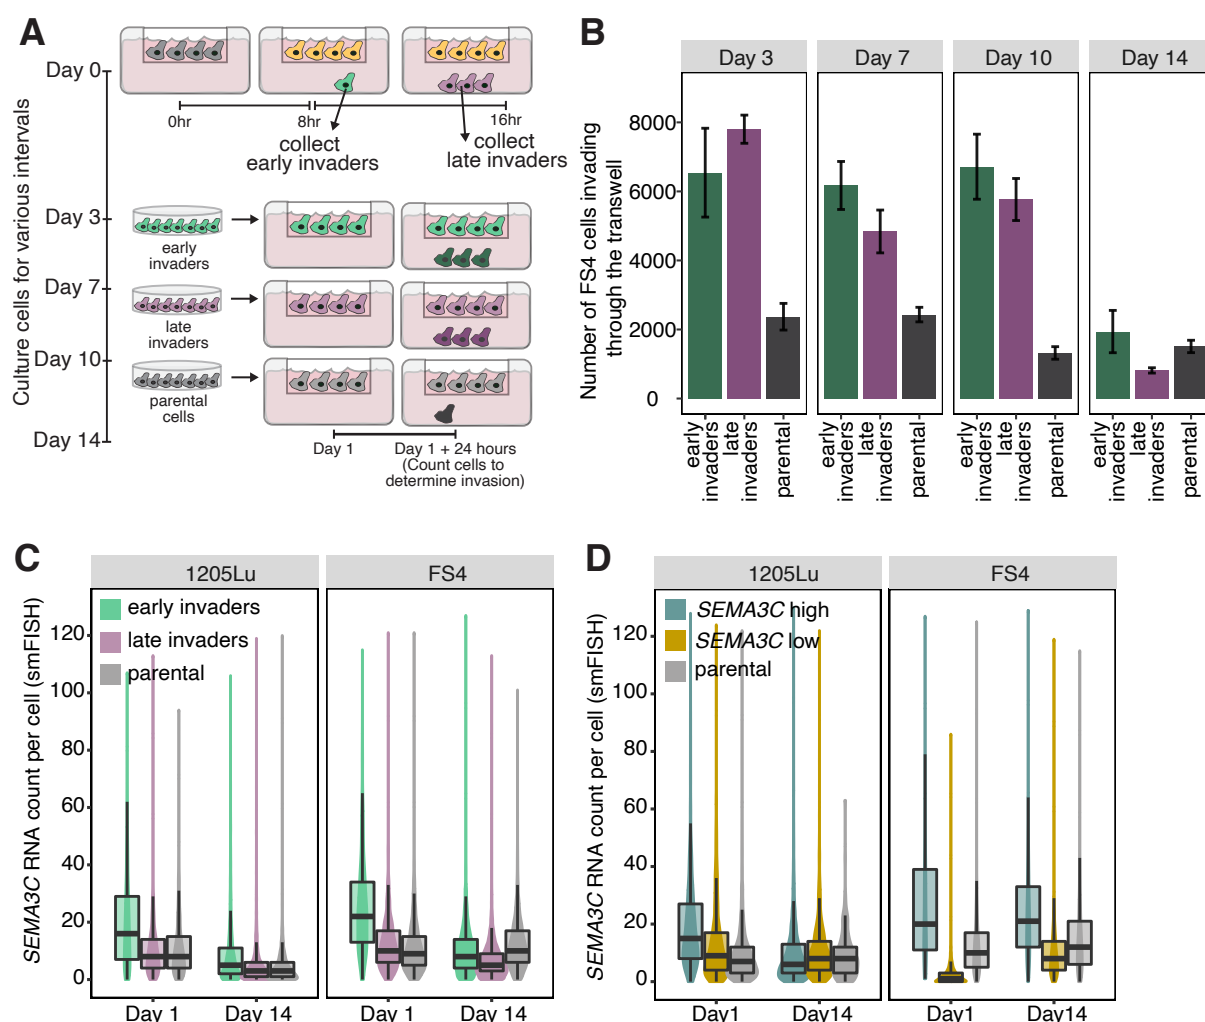 A
Day 0
0hr
8hr
16hr
collect
early invaders
collect
late invaders
Culture cells for various intervals
Day 3
early
invaders
Day 7
late
invaders
Day 10
parental
cells
Day 14
Day 1
Day 1 + 24 hours
(Count cells to
determine invasion)
B
Day 3
Day 7
Day 10
Day 14
Number of FS4 cells invading
through the transwell
8000
6000
4000
2000
0
early
invaders
late
invaders
parental
early
invaders
late
invaders
parental
early
invaders
late
invaders
parental
early
invaders
late
invaders
parental
C
1205Lu
FS4
early invaders
late invaders
parental
SEMA3C RNA count per cell (smFISH)
120
100
80
60
40
20
0
Day 1
Day 14
Day 1
Day 14
D
1205Lu
FS4
SEMA3C high
SEMA3C low
parental
SEMA3C RNA count per cell (smFISH)
120
100
80
60
40
20
0
Day1
Day14
Day1
Day14